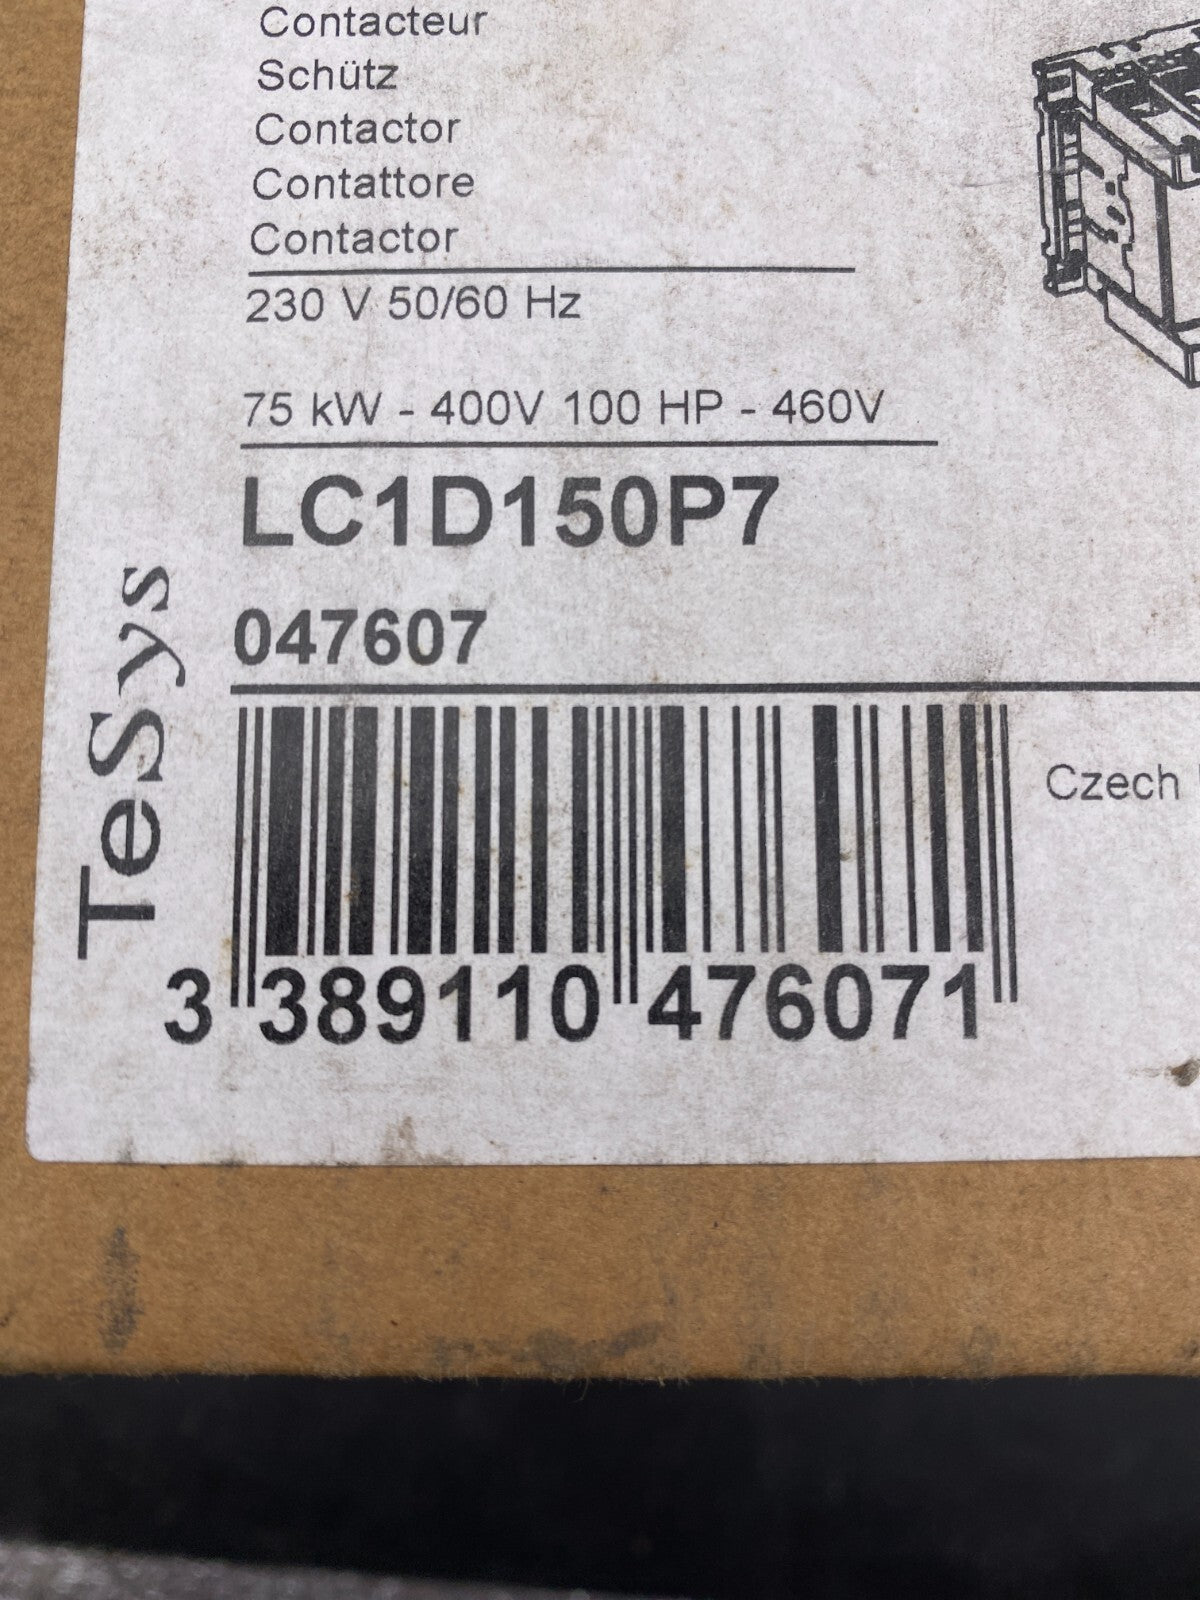 Contacteur
Schütz
Contactor
Contattore
Contactor
230 V 50/60 Hz
75 kW - 400V 100 HP - 460V
LC1D150P7
047607
TeSys
Czech
3 389110 476071